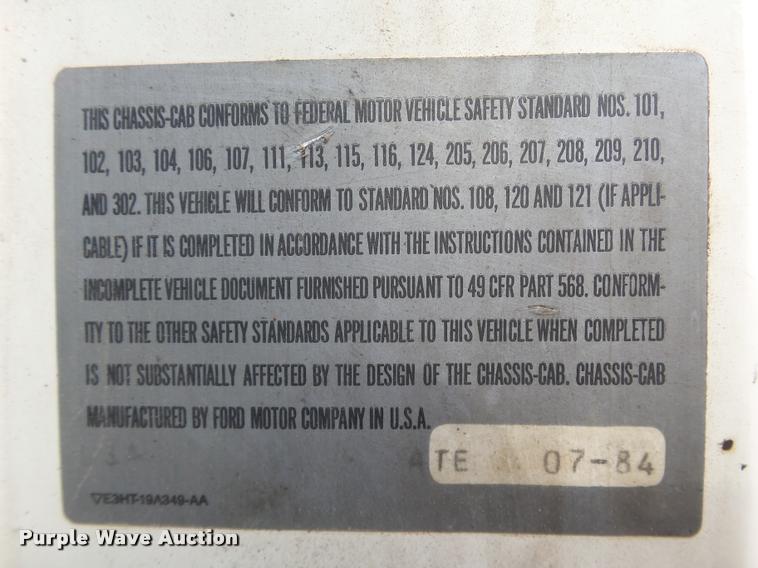 THIS CHASSIS-CAB CONFORMS TO FEDERAL MOTOR VEHICLE SAFETY STANDARD NOS. 101,
102, 103, 104, 106, 107, 111, 113, 115, 116, 124, 205, 206, 207, 208, 209, 210,
AND 302. THIS VEHICLE WILL CONFORM TO STANDARD NOS. 108, 120 AND 121 (IF APPLI-
CABLE) IF IT IS COMPLETED IN ACCORDANCE WITH THE INSTRUCTIONS CONTAINED IN THE
INCOMPLETE VEHICLE DOCUMENT FURNISHED PURSUANT TO 49 CFR PART 568. CONFORM-
ITY TO THE OTHER SAFETY STANDARDS APPLICABLE TO THIS VEHICLE WHEN COMPLETED
IS NOT SUBSTANTIALLY AFFECTED BY THE DESIGN OF THE CHASSIS-CAB. CHASSIS-CAB
MANUFACTURED BY FORD MOTOR COMPANY IN U.S.A.
ATE 07-84
▽E3HT-19A349-AA
Purple Wave Auction